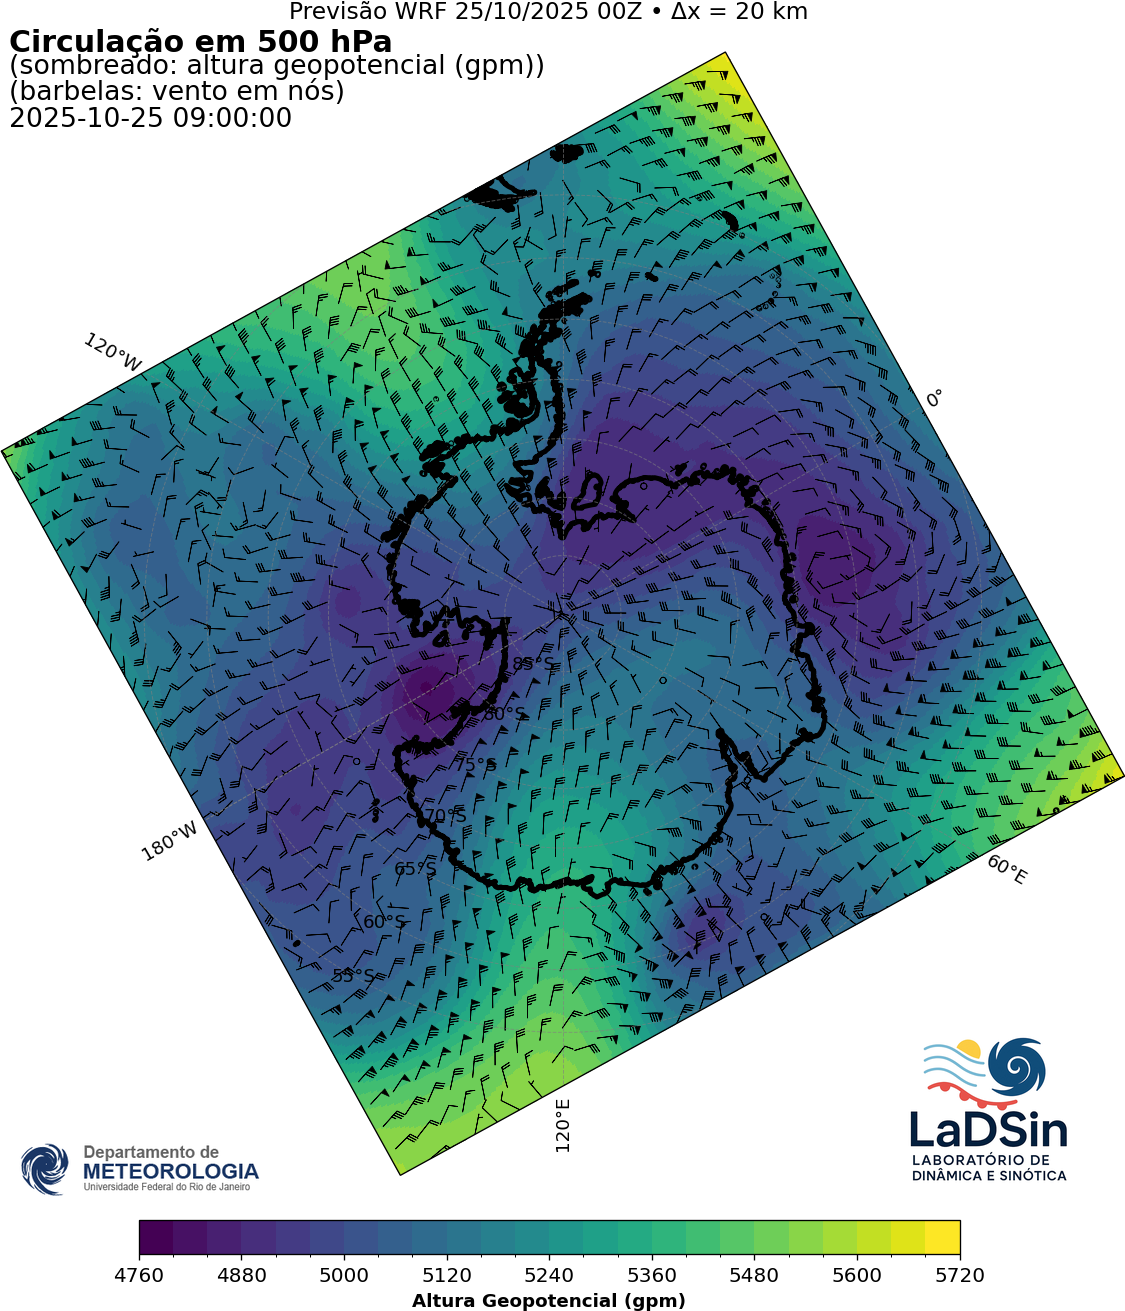 Previsão WRF 25/10/2025 00Z • Δx = 20 km
Circulação em 500 hPa
(sombreado: altura geopotencial (gpm))
(barbelas: vento em nós)
2025-10-25 09:00:00
120°W
0°
85°S
80°S
75°S
70°S
180°W
65°S
60°E
60°S
55°S
120°E
LaDSin
LABORATÓRIO DE
DINÂMICA E SINÓTICA
Departamento de
METEOROLOGIA
Universidade Federal do Rio de Janeiro
4760 4880 5000 5120 5240 5360 5480 5600 5720
Altura Geopotencial (gpm)